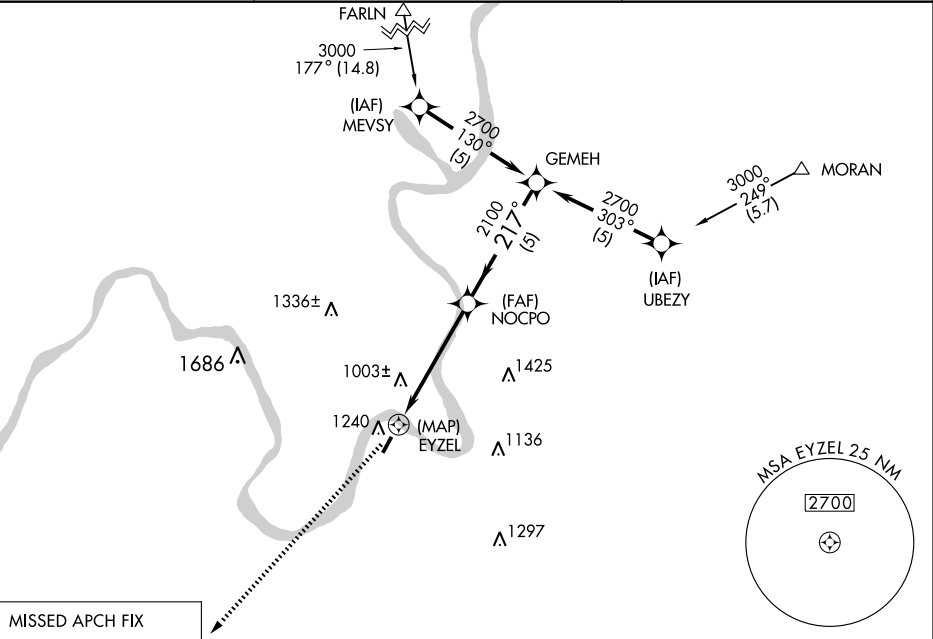 FARLN
3000
177° (14.8)
(IAF)
MEVSY
2700
130°
(5)
GEMEH
3000
249°
(5.7)
MORAN
2700
303°
(5)
(IAF)
UBEZY
2100
217°
(5)
(FAF)
NOCPO
1336±
1686
1003±
1425
1240
(MAP)
EYZEL
1136
1297
MSA EYZEL 25 NM
2700
MISSED APCH FIX